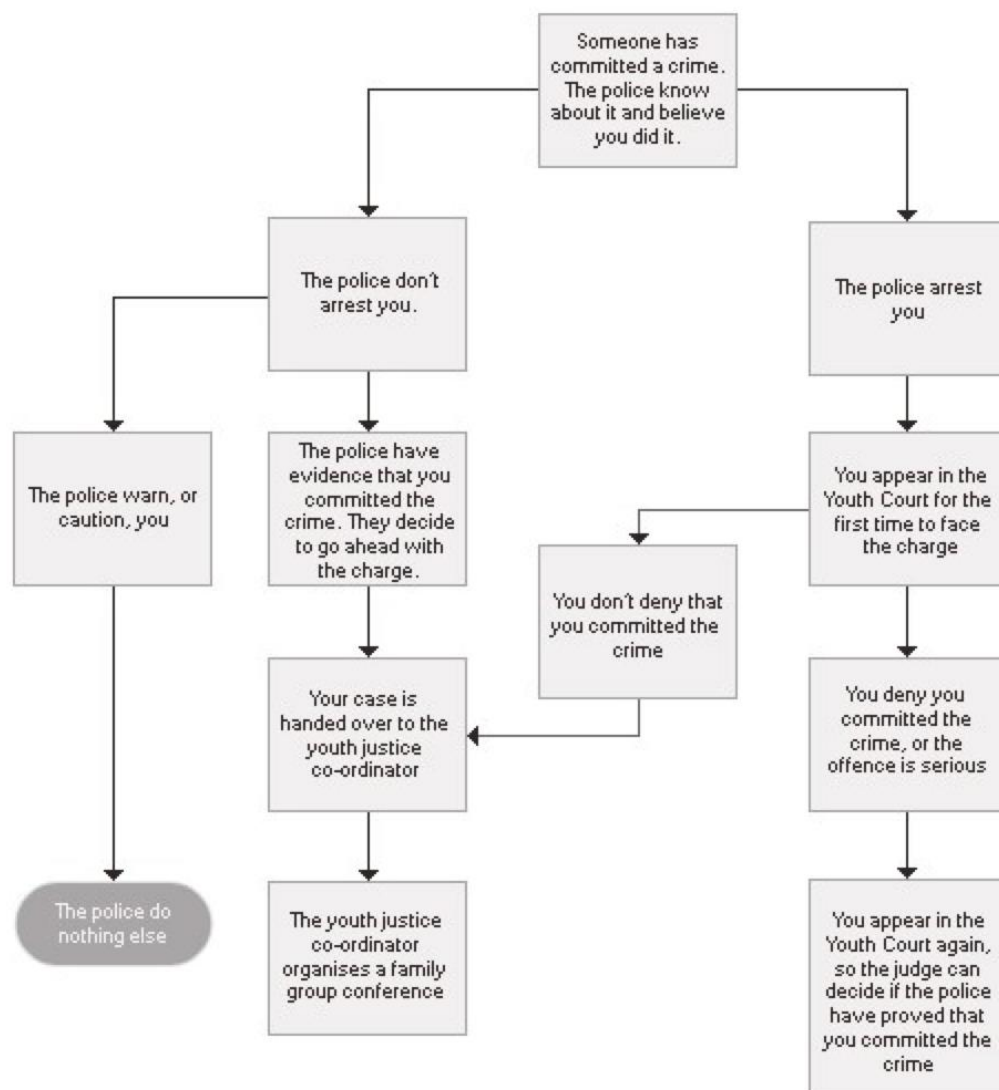 Someone has
committed a crime.
The police know
about it and believe
you did it.
The police don't
arrest you.
The police arrest
you
The police warn, or
caution, you
The police have
evidence that you
committed the
crime. They decide
to go ahead with
the charge.
You appear in the
Youth Court for the
first time to face
the charge
You don't deny that
you committed the
crime
Your case is
handed over to the
youth justice
co-ordinator
You deny you
committed the
crime, or the
offence is serious
The police do
nothing else
The youth justice
co-ordinator
organises a family
group conference
You appear in the
Youth Court again,
so the judge can
decide if the police
have proved that
you committed the
crime